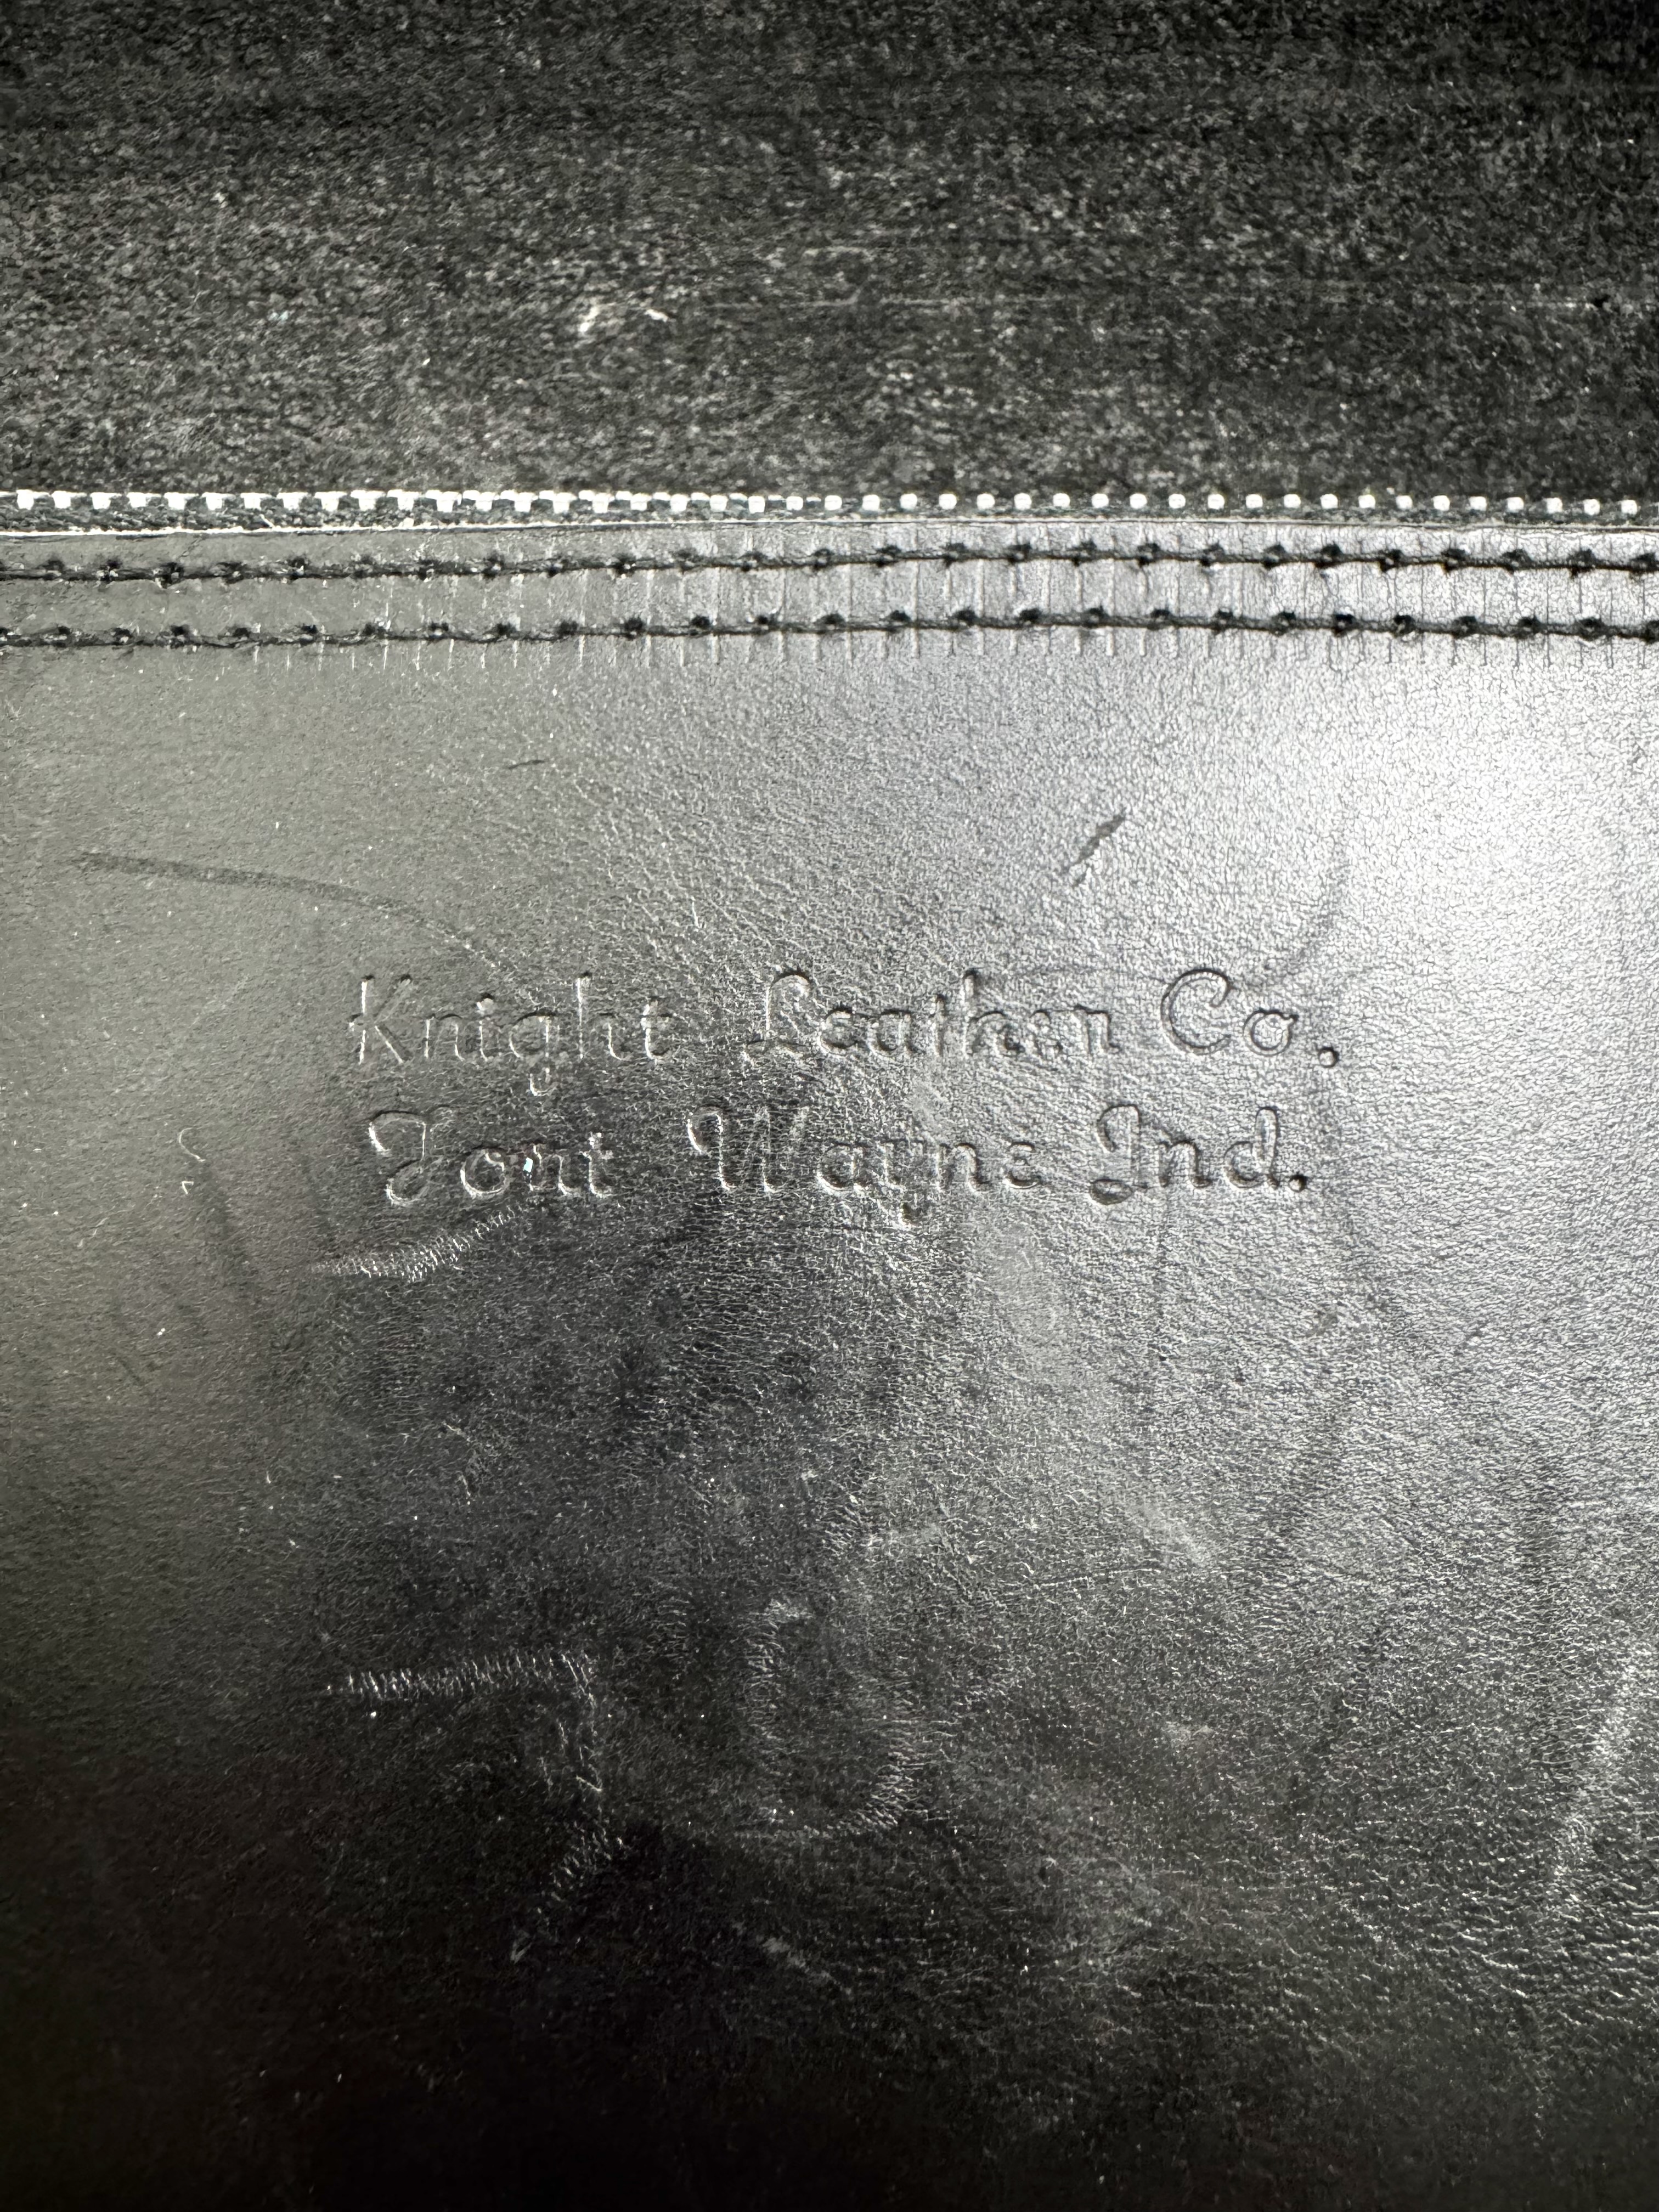 Knight Leather Co.
Fort Wayne Ind.